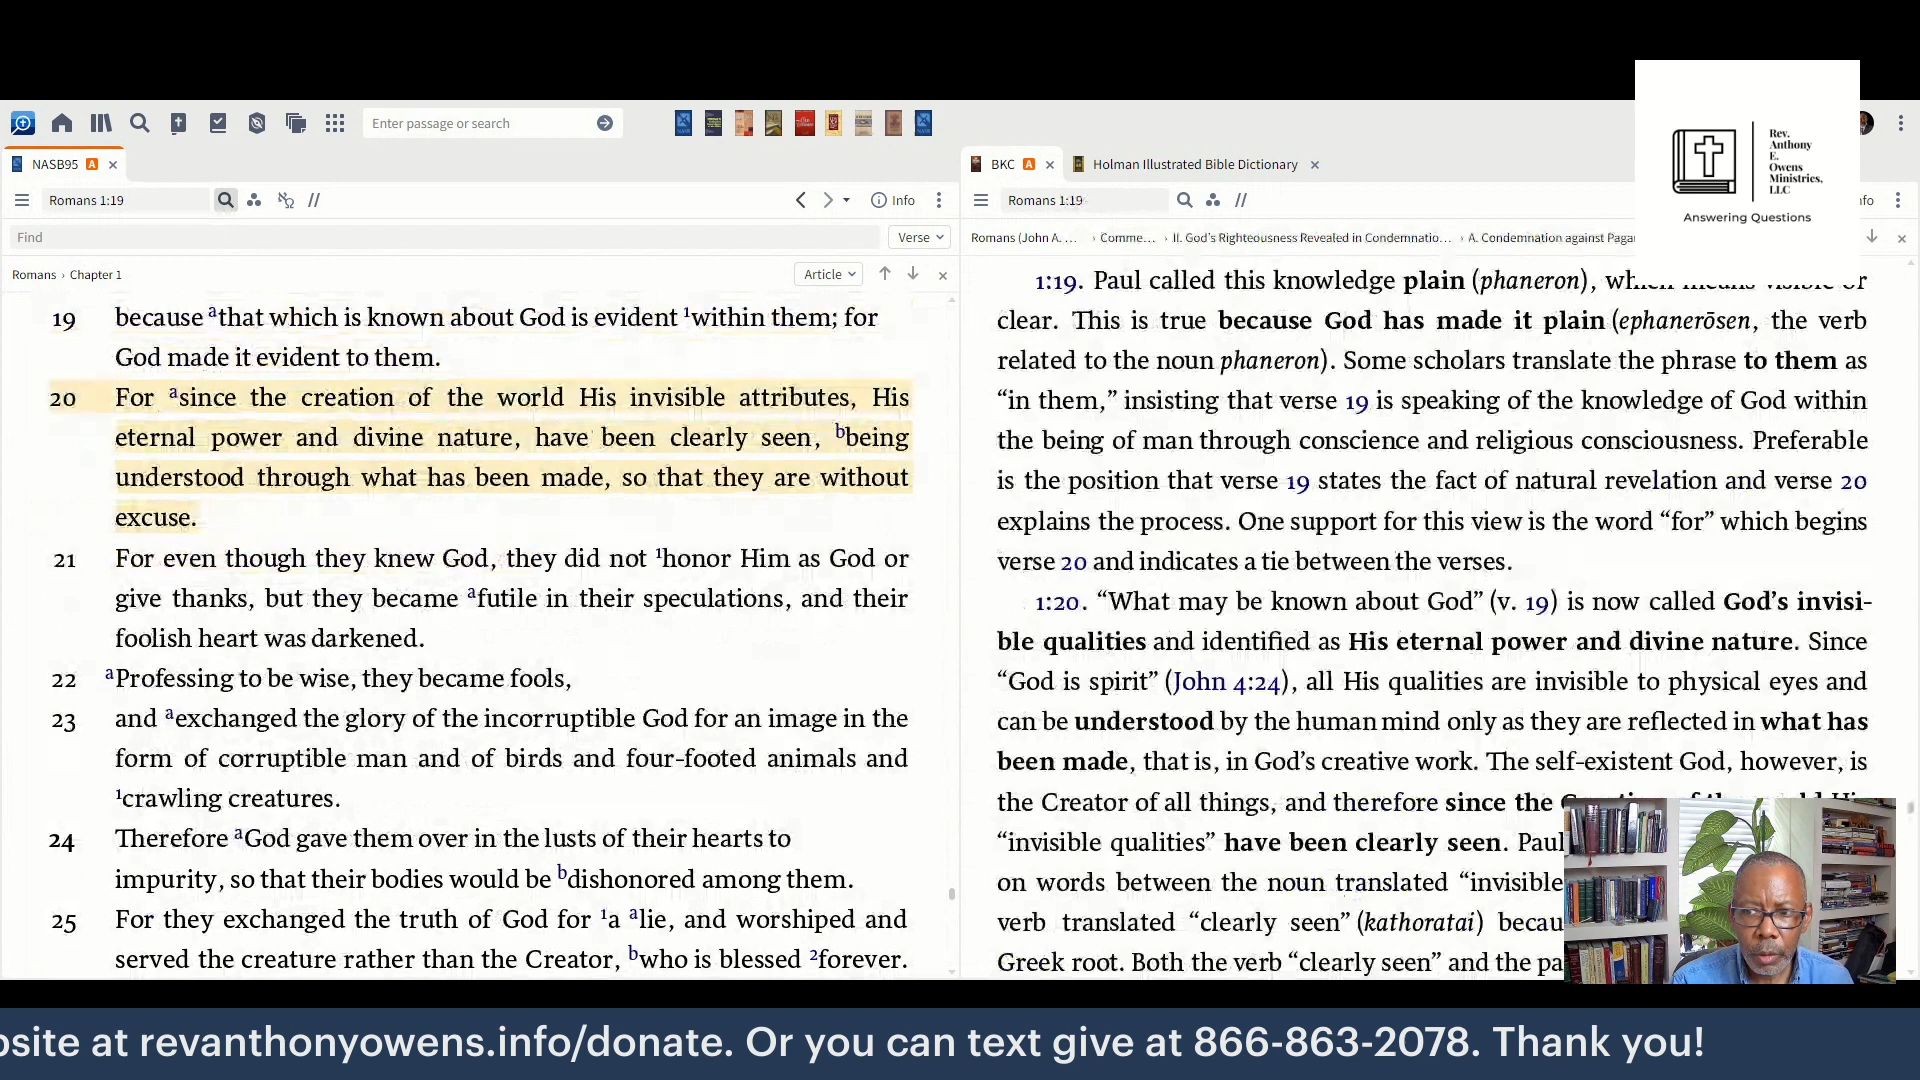 Enter passage or search
NASB95 A
Romans 1:19
Info
Find
Verse
Romans › Chapter 1
Article
19 because ᵃthat which is known about God is evident ¹within them; for
God made it evident to them.
20 For ᵃsince the creation of the world His invisible attributes, His
eternal power and divine nature, have been clearly seen, ᵇbeing
understood through what has been made, so that they are without
excuse.
21 For even though they knew God, they did not ¹honor Him as God or
give thanks, but they became ᵃfutile in their speculations, and their
foolish heart was darkened.
22 ᵃProfessing to be wise, they became fools,
23 and ᵃexchanged the glory of the incorruptible God for an image in the
form of corruptible man and of birds and four-footed animals and
¹crawling creatures.
24 Therefore ᵃGod gave them over in the lusts of their hearts to
impurity, so that their bodies would be ᵇdishonored among them.
25 For they exchanged the truth of God for ¹a ᵃlie, and worshiped and
served the creature rather than the Creator, ᵇwho is blessed ²forever.
BKC A
Holman Illustrated Bible Dictionary
Romans 1:19
nfo
Romans (John A. ... › Comme... › II. God's Righteousness Revealed in Condemnatio... › A. Condemnation against Paga
1:19. Paul called this knowledge plain (phaneron), which means visible or
clear. This is true because God has made it plain (ephanerōsen, the verb
related to the noun phaneron). Some scholars translate the phrase to them as
“in them,” insisting that verse 19 is speaking of the knowledge of God within
the being of man through conscience and religious consciousness. Preferable
is the position that verse 19 states the fact of natural revelation and verse 20
explains the process. One support for this view is the word “for” which begins
verse 20 and indicates a tie between the verses.
1:20. “What may be known about God” (v. 19) is now called God’s invisi-
ble qualities and identified as His eternal power and divine nature. Since
“God is spirit” (John 4:24), all His qualities are invisible to physical eyes and
can be understood by the human mind only as they are reflected in what has
been made, that is, in God’s creative work. The self-existent God, however, is
the Creator of all things, and therefore since the
“invisible qualities” have been clearly seen. Paul
on words between the noun translated “invisible
verb translated “clearly seen” (kathoratai) becau
Greek root. Both the verb “clearly seen” and the pa
Rev.
Anthony
E.
Owens
Ministries,
LLC
Answering Questions
bsite at revanthonyowens.info/donate. Or you can text give at 866-863-2078. Thank you!